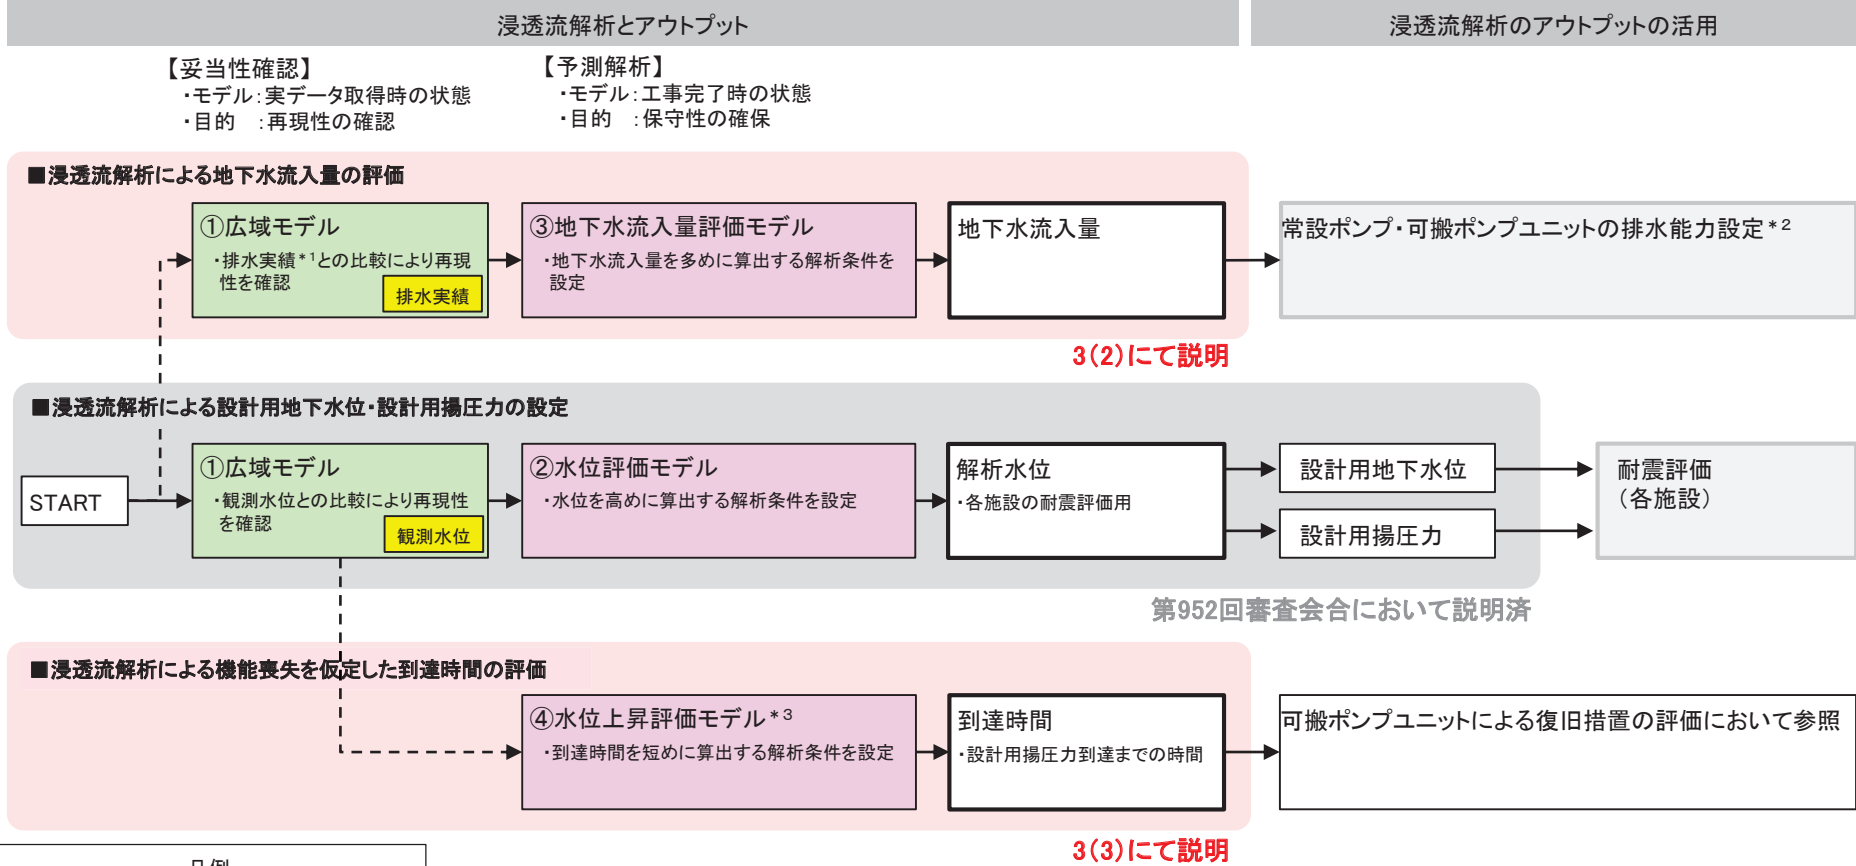 浸透流解析とアウトプット
浸透流解析のアウトプットの活用
【妥当性確認】
・モデル：実データ取得時の状態
・目的　：再現性の確認
【予測解析】
・モデル：工事完了時の状態
・目的　：保守性の確保
■浸透流解析による地下水流入量の評価
①広域モデル
・排水実績*1との比較により再現
性を確認
排水実績
③地下水流入量評価モデル
・地下水流入量を多めに算出する解析条件を
設定
地下水流入量
常設ポンプ・可搬ポンプユニットの排水能力設定*2
3(2)にて説明
■浸透流解析による設計用地下水位・設計用揚圧力の設定
START
①広域モデル
・観測水位との比較により再現性
を確認
観測水位
②水位評価モデル
・水位を高めに算出する解析条件を設定
解析水位
・各施設の耐震評価用
設計用地下水位
設計用揚圧力
耐震評価
（各施設）
第952回審査会合において説明済
■浸透流解析による機能喪失を仮定した到達時間の評価
④水位上昇評価モデル*3
・到達時間を短めに算出する解析条件を設定
到達時間
・設計用揚圧力到達までの時間
可搬ポンプユニットによる復旧措置の評価において参照
3(3)にて説明